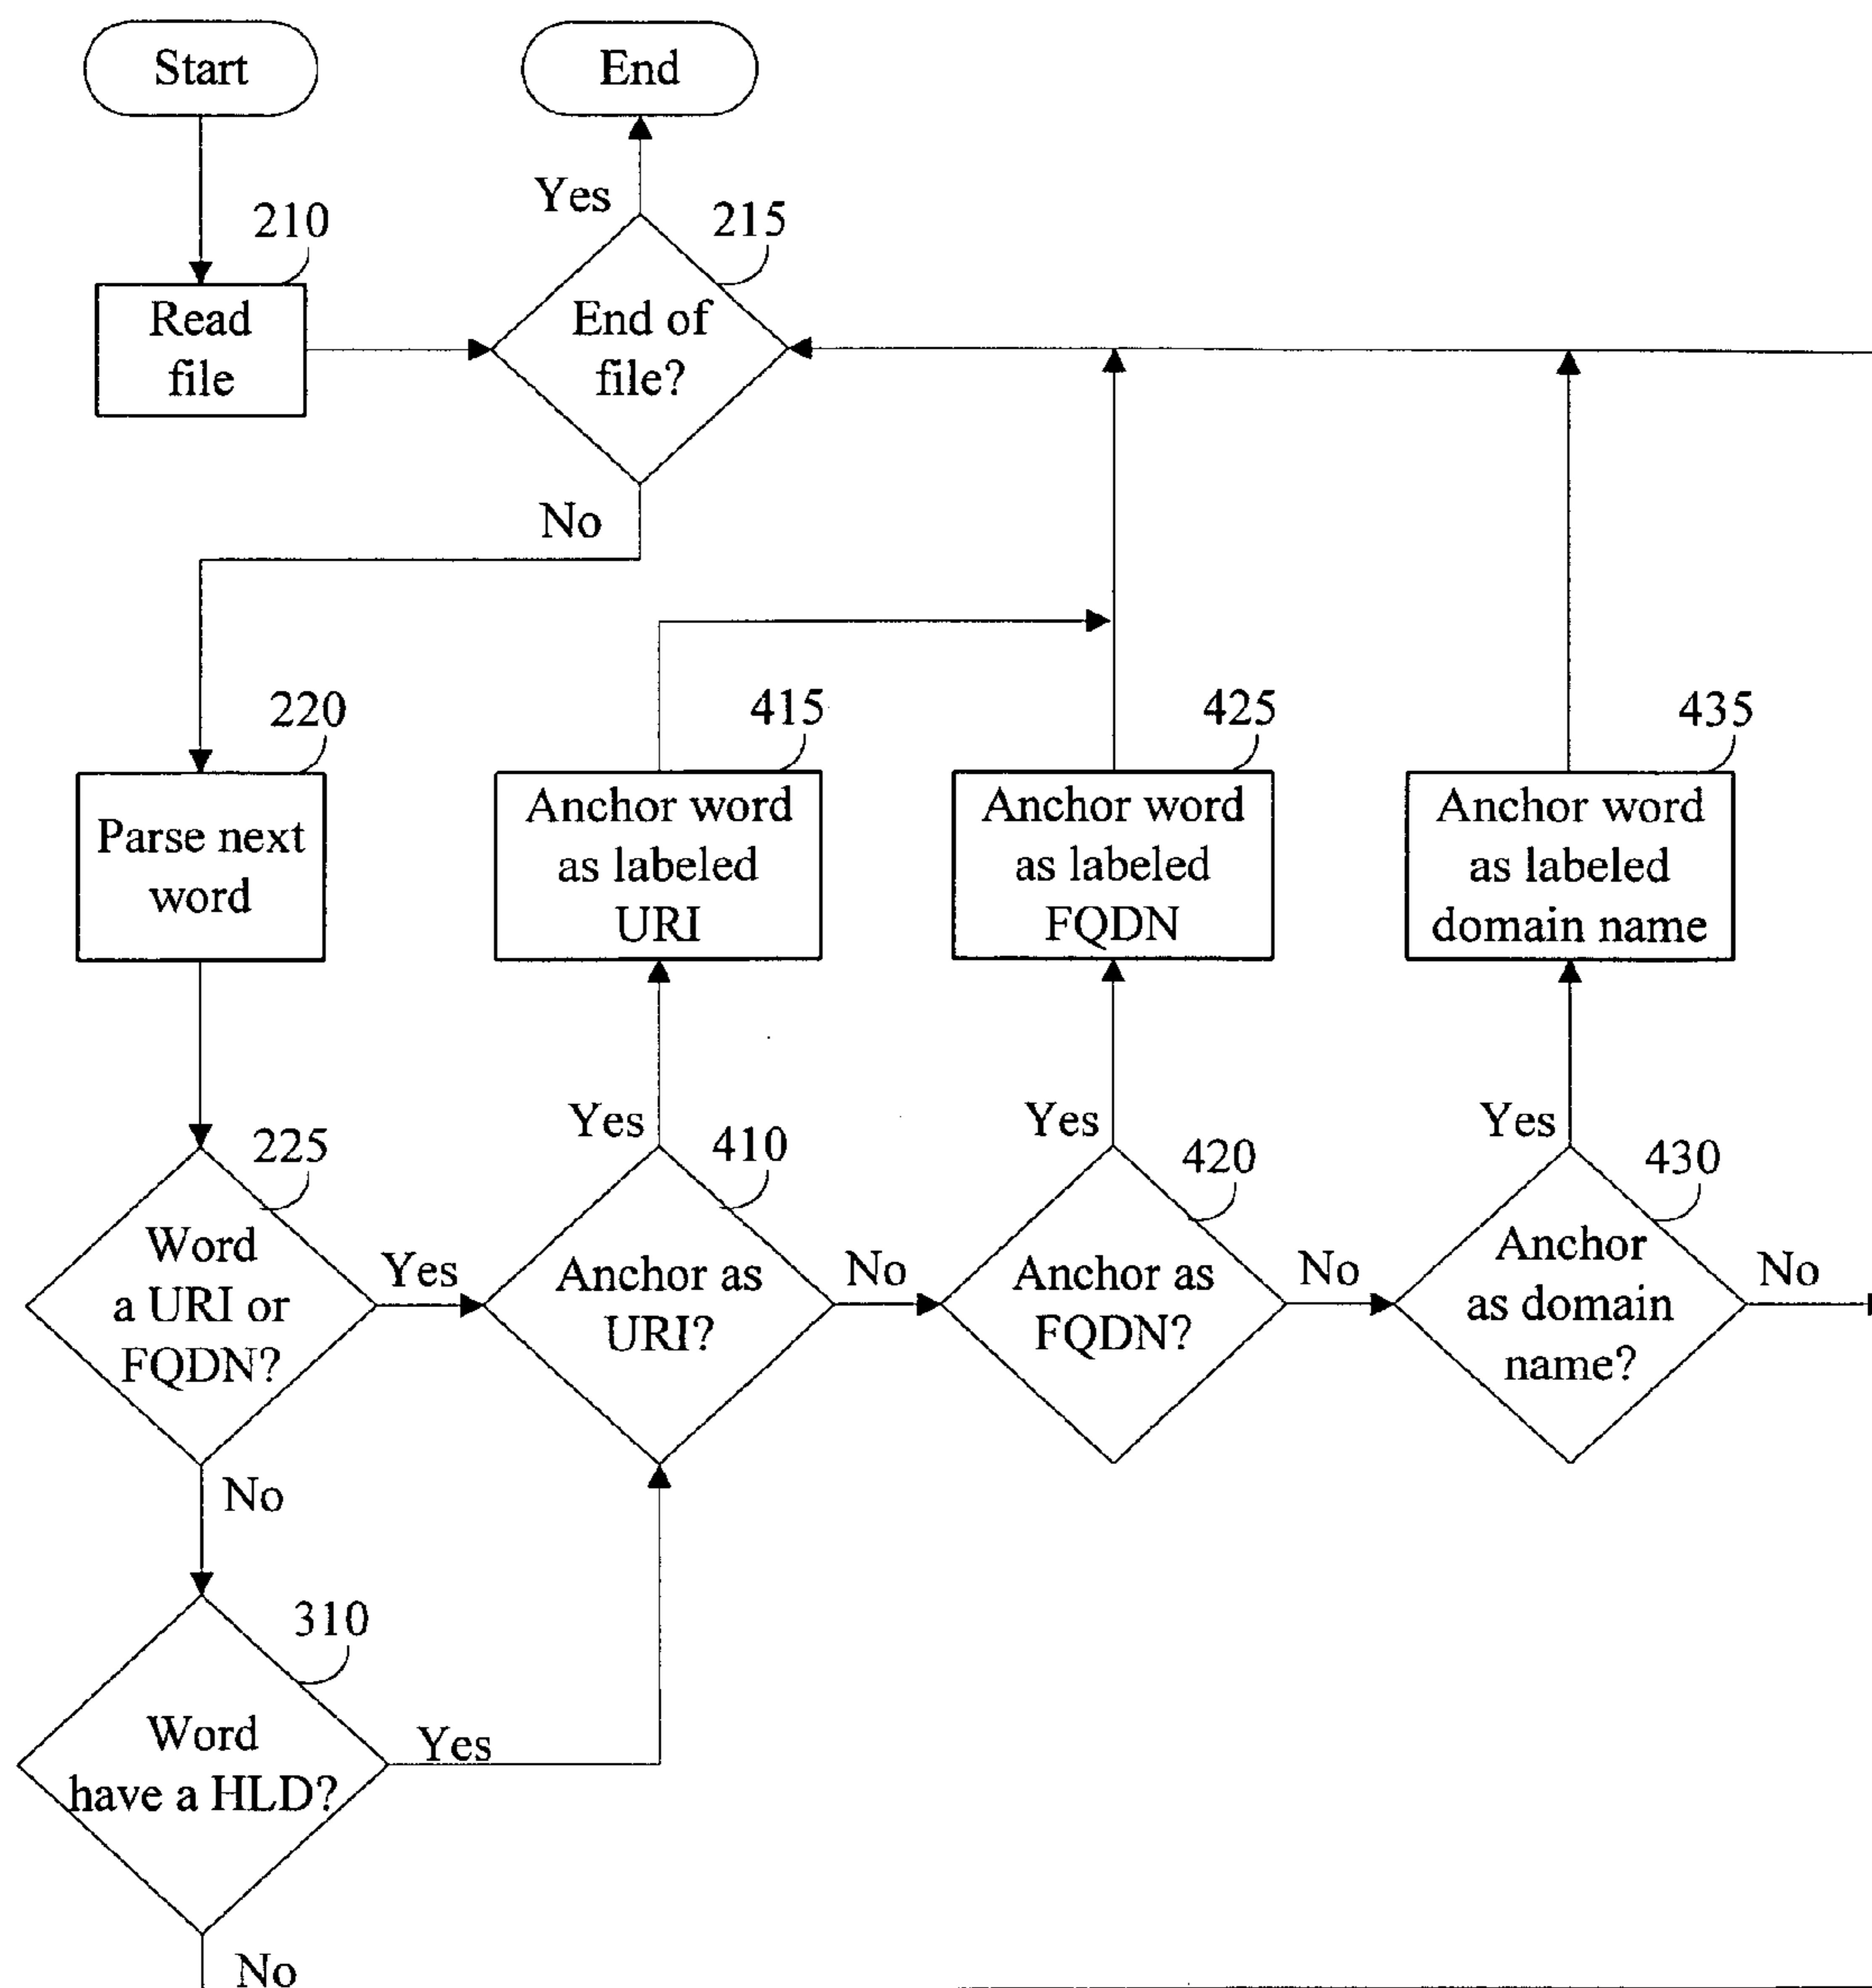 Start
End
Yes
210
215
Read
file
End of
file?
No
220
415
425
435
Parse next
word
Anchor word
as labeled
URI
Anchor word
as labeled
FQDN
Anchor word
as labeled
domain name
Yes
Yes
Yes
225
410
420
430
Word
a URI or
FQDN?
Yes
Anchor as
URI?
No
Anchor as
FQDN?
No
Anchor
as domain
name?
No
No
310
Word
have a HLD?
Yes
No